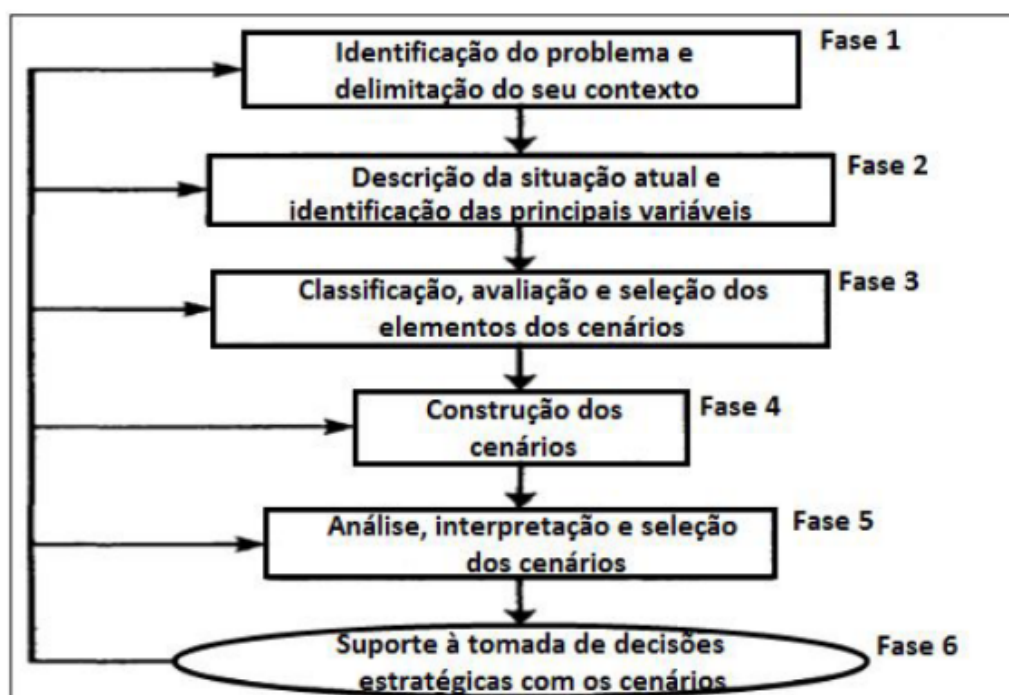 Fase 1
Identificação do problema e
delimitação do seu contexto
Fase 2
Descrição da situação atual e
identificação das principais variáveis
Fase 3
Classificação, avaliação e seleção dos
elementos dos cenários
Fase 4
Construção dos
cenários
Fase 5
Análise, interpretação e seleção
dos cenários
Fase 6
Suporte à tomada de decisões
estratégicas com os cenários